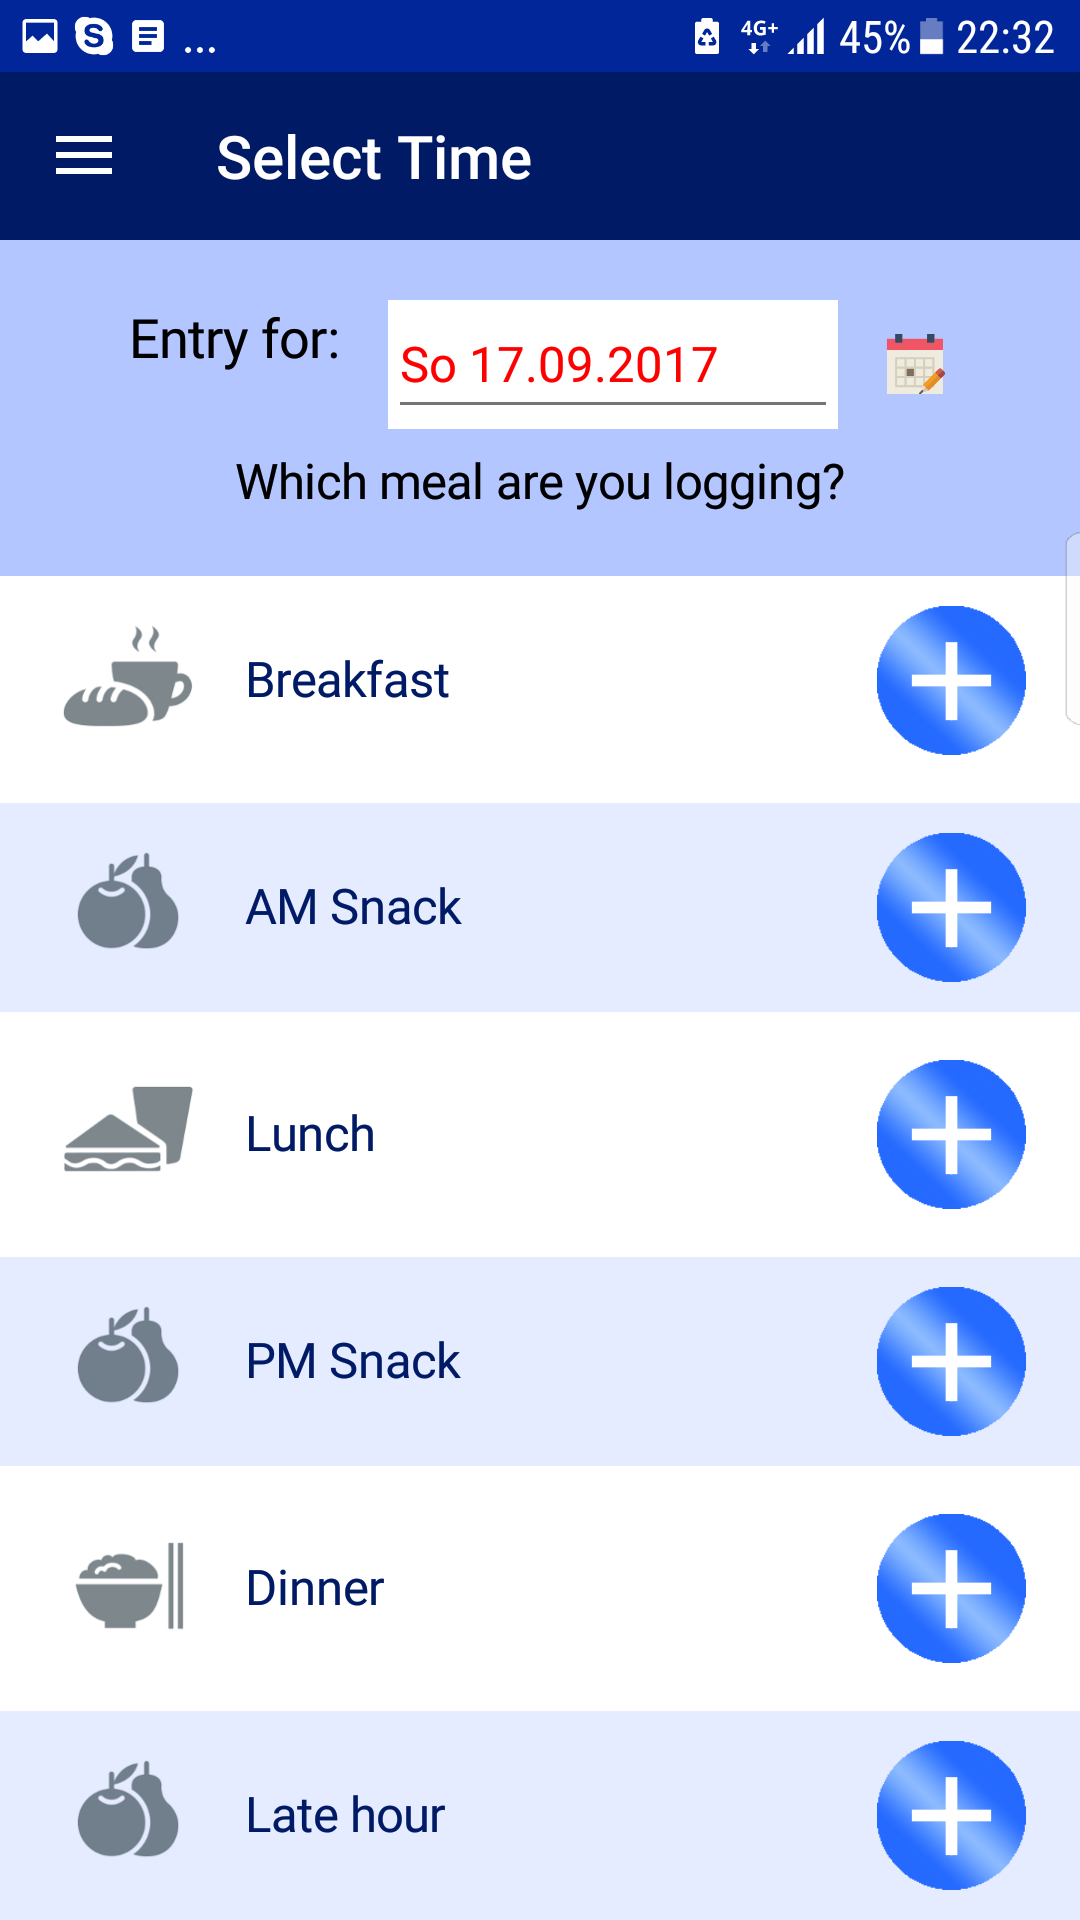 ... 4G+ 45% 22:32
Select Time
Entry for: So 17.09.2017
Which meal are you logging?
Breakfast
AM Snack
Lunch
PM Snack
Dinner
Late hour